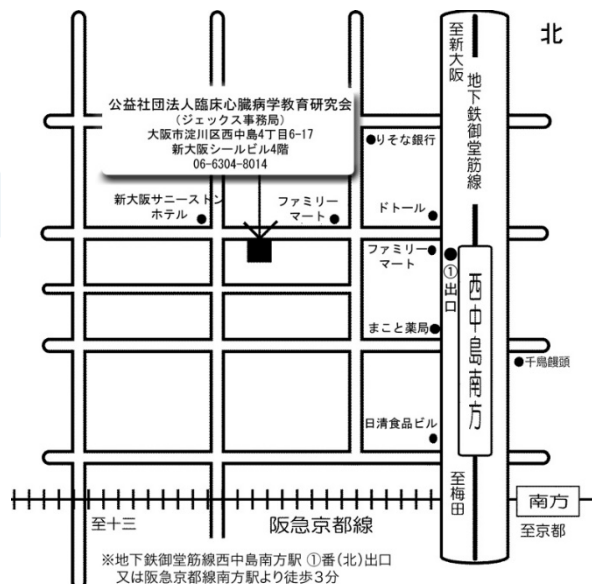 北
至新大阪
地下鉄御堂筋線
公益社団法人臨床心臓病学教育研究会
（ジェックス事務局）
大阪市淀川区西中島4丁目6-17
新大阪シールビル4階
06-6304-8014
りそな銀行
新大阪サニーストン
ホテル
ファミリー
マート
ドトール
ファミリー
マート
①出口
西中島南方
まこと薬局
千鳥饅頭
日清食品ビル
至梅田
南方
至十三
阪急京都線
至京都
※地下鉄御堂筋線西中島南方駅 ①番(北)出口
又は阪急京都線南方駅より徒歩3分